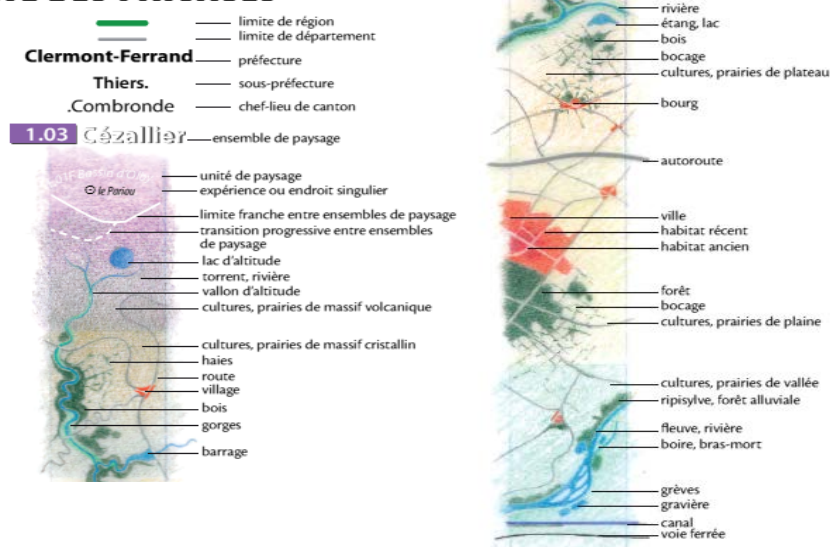 limite de région
limite de département
Clermont-Ferrand
préfecture
Thiers.
sous-préfecture
.Combronde
chef-lieu de canton
1.03 Cézallier
ensemble de paysage
unité de paysage
le Pariou
expérience ou endroit singulier
limite franche entre ensembles de paysage
transition progressive entre ensembles
de paysage
lac d'altitude
torrent, rivière
vallon d'altitude
cultures, prairies de massif volcanique
cultures, prairies de massif cristallin
haies
route
village
bois
gorges
barrage
rivière
étang, lac
bois
bocage
cultures, prairies de plateau
bourg
autoroute
ville
habitat récent
habitat ancien
forêt
bocage
cultures, prairies de plaine
cultures, prairies de vallée
ripisylve, forêt alluviale
fleuve, rivière
boire, bras-mort
grèves
gravière
canal
voie ferrée